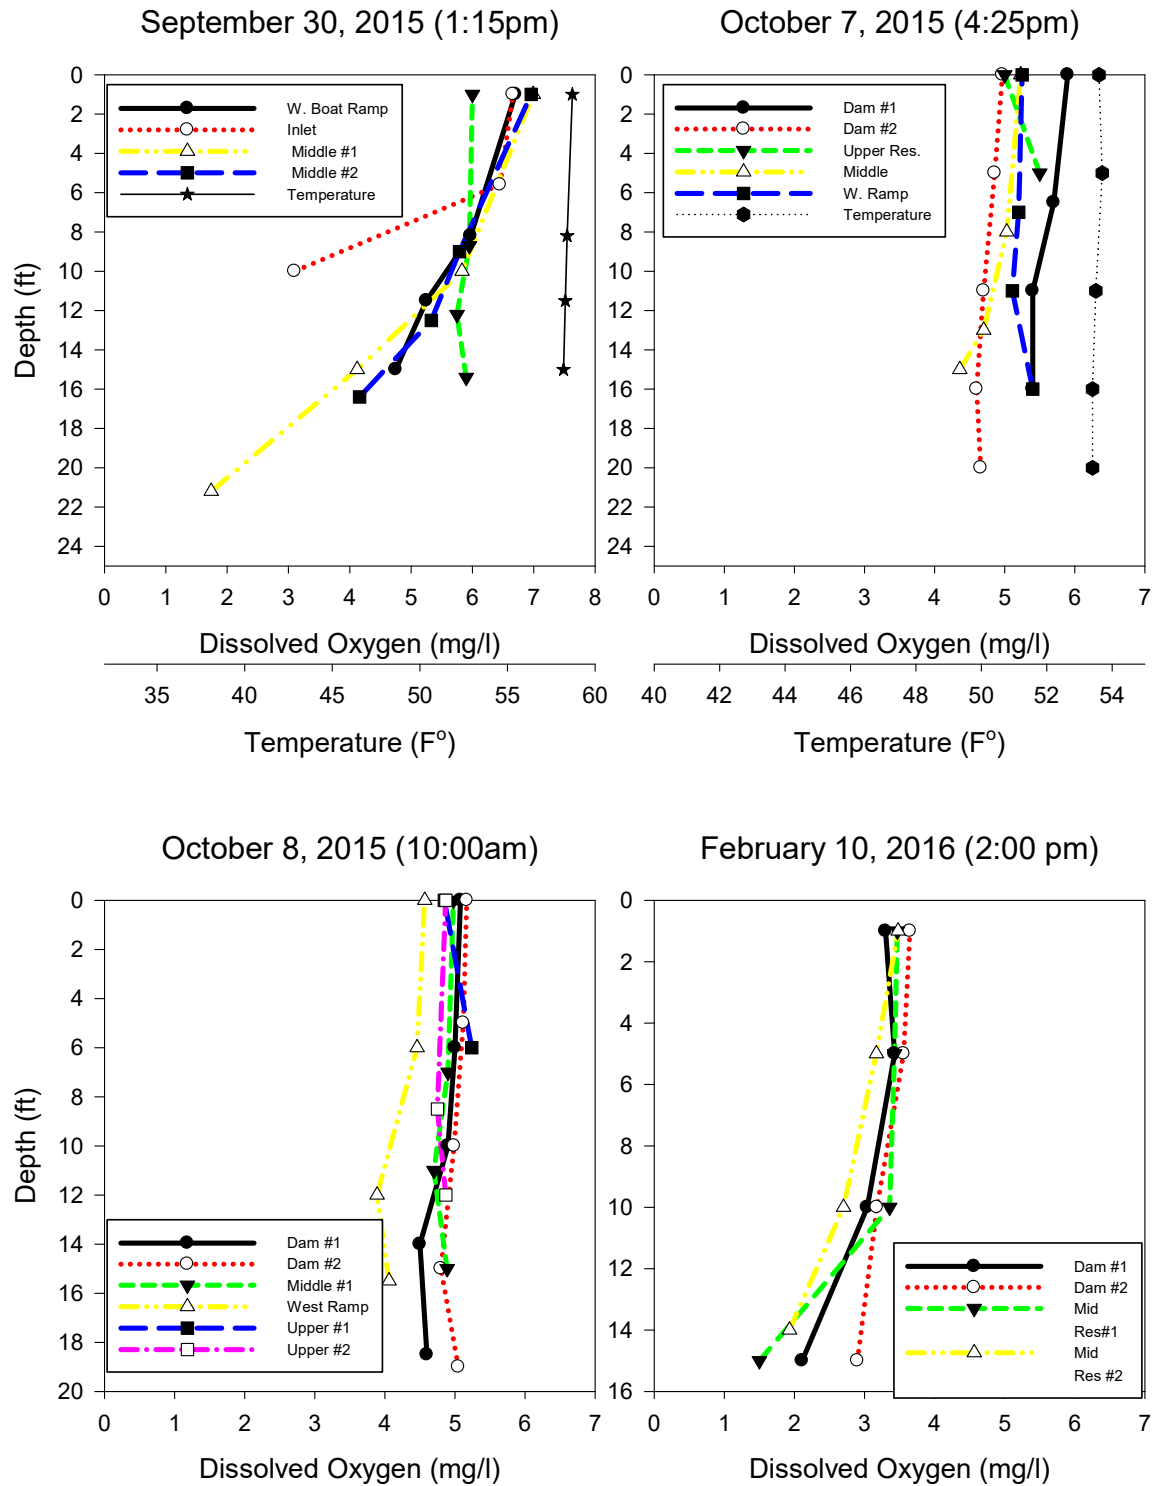 September 30, 2015 (1:15pm)
October 7, 2015 (4:25pm)
Depth (ft)
0
2
4
6
8
10
12
14
16
18
20
22
24
W. Boat Ramp
Inlet
Middle #1
Middle #2
Temperature
0 1 2 3 4 5 6 7 8
Dissolved Oxygen (mg/l)
35 40 45 50 55 60
Temperature (F°)
0
2
4
6
8
10
12
14
16
18
20
22
24
Dam #1
Dam #2
Upper Res.
Middle
W. Ramp
Temperature
0 1 2 3 4 5 6 7
Dissolved Oxygen (mg/l)
40 42 44 46 48 50 52 54
Temperature (F°)
October 8, 2015 (10:00am)
February 10, 2016 (2:00 pm)
Depth (ft)
0
2
4
6
8
10
12
14
16
18
20
Dam #1
Dam #2
Middle #1
West Ramp
Upper #1
Upper #2
0 1 2 3 4 5 6 7
Dissolved Oxygen (mg/l)
2
4
6
8
10
12
14
16
Dam #1
Dam #2
Mid
Res#1
Mid
Res #2
0 1 2 3 4 5 6 7
Dissolved Oxygen (mg/l)